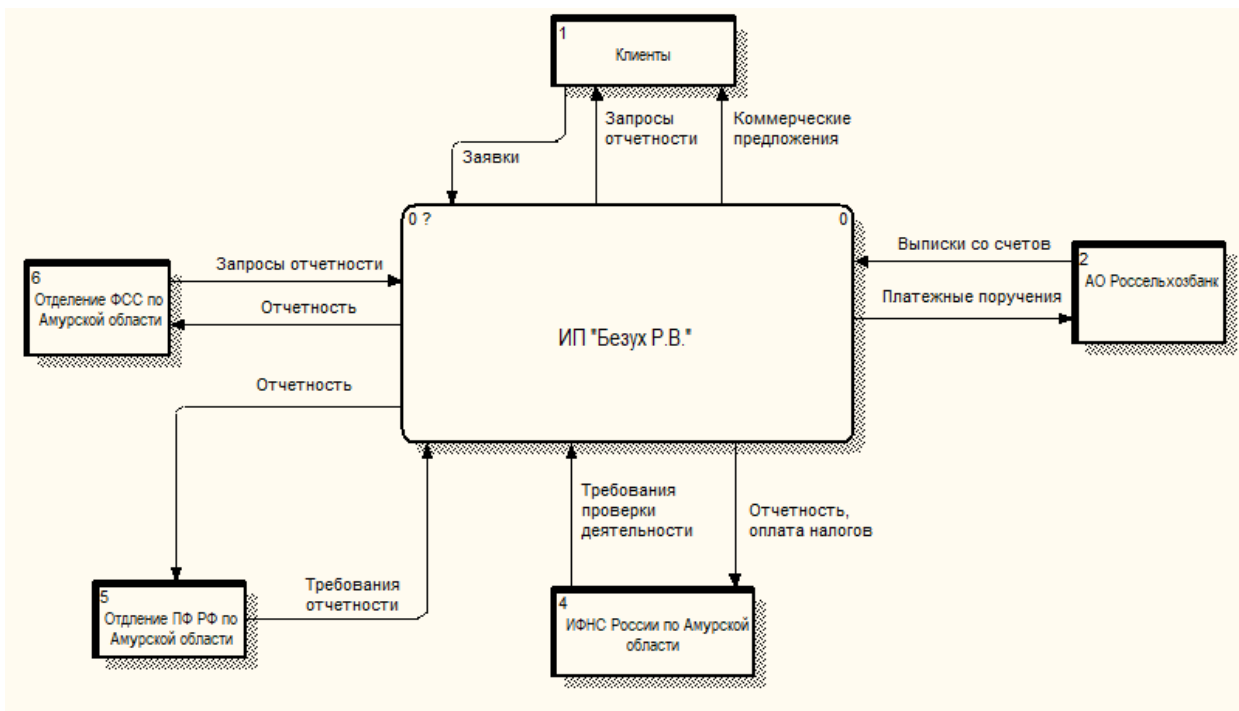 1
Клиенты
Запросы
отчетности
Коммерческие
предложения
Заявки
0 ?
0
ИП "Безух Р.В."
Выписки со счетов
2
АО Россельхозбанк
Платежные поручения
Запросы отчетности
6
Отделение ФСС по
Амурской области
Отчетность
Отчетность
Требования
проверки
деятельности
Отчетность,
оплата налогов
5
Отдление ПФ РФ по
Амурской области
Требования
отчетности
4
ИФНС России по Амурской
области